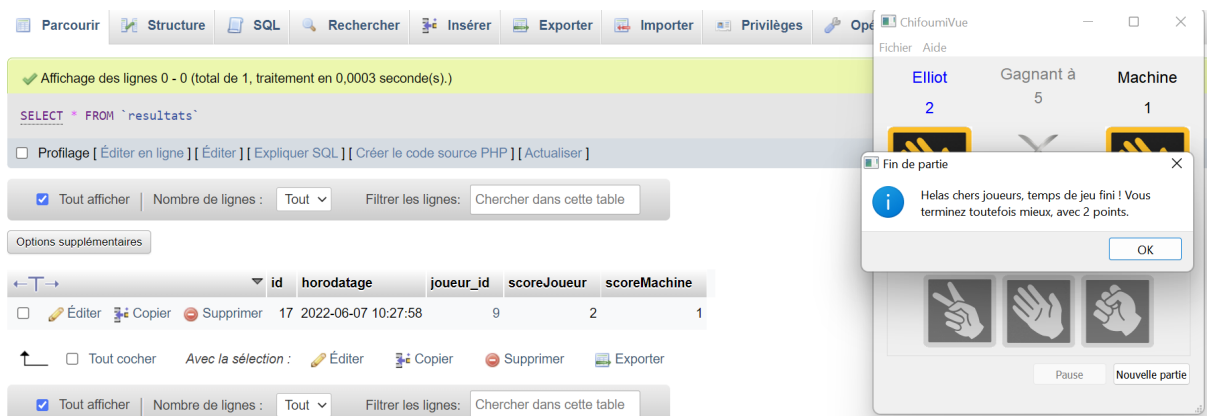 Parcourir Structure SQL Rechercher Insérer Exporter Importer Privilèges
Affichage des lignes 0 - 0 (total de 1, traitement en 0,0003 seconde(s).)
SELECT * FROM `resultats`
Profilage [ Éditer en ligne ] [ Éditer ] [ Expliquer SQL ] [ Créer le code source PHP ] [ Actualiser ]
Tout afficher Nombre de lignes : Tout Filtrer les lignes: Chercher dans cette table
Options supplémentaires
id horodatage joueur_id scoreJoueur scoreMachine
Éditer Copier Supprimer 17 2022-06-07 10:27:58 9 2 1
Tout cocher Avec la sélection : Éditer Copier Supprimer Exporter
Tout afficher Nombre de lignes : Tout Filtrer les lignes: Chercher dans cette table
ChifoumiVue
Fichier Aide
Elliot Gagnant à Machine
2 5 1
Fin de partie
Helas chers joueurs, temps de jeu fini ! Vous
terminez toutefois mieux, avec 2 points.
OK
Pause Nouvelle partie